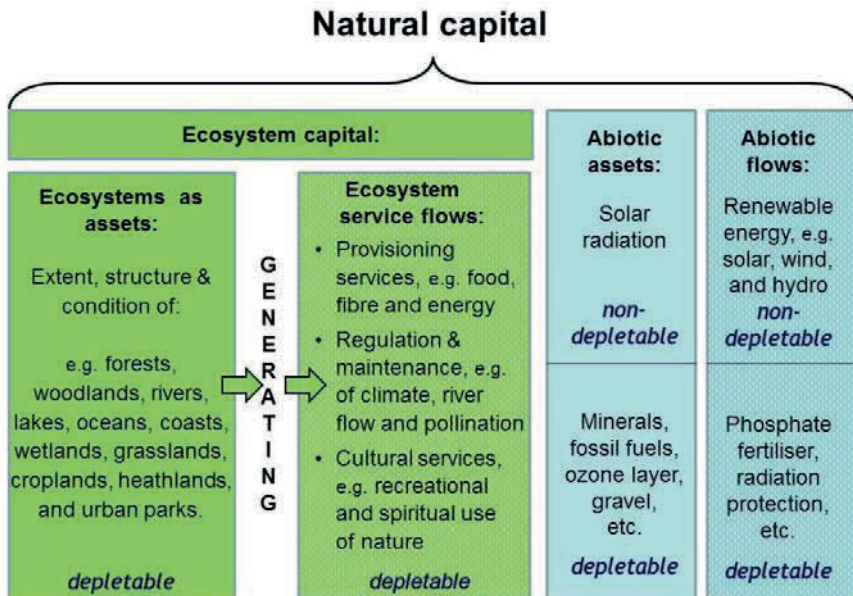 Natural capital
Ecosystem capital:
Ecosystems as
assets:
Extent, structure &
condition of:
e.g. forests,
woodlands, rivers,
lakes, oceans, coasts,
wetlands, grasslands,
croplands, heathlands,
and urban parks.
depletable
GENERATING
Ecosystem
service flows:
• Provisioning
services, e.g. food,
fibre and energy
• Regulation &
maintenance, e.g.
of climate, river
flow and pollination
• Cultural services,
e.g. recreational
and spiritual use
of nature
depletable
Abiotic
assets:
Solar
radiation
non-
depletable
Minerals,
fossil fuels,
ozone layer,
gravel,
etc.
depletable
Abiotic
flows:
Renewable
energy, e.g.
solar, wind,
and hydro
non-
depletable
Phosphate
fertiliser,
radiation
protection,
etc.
depletable